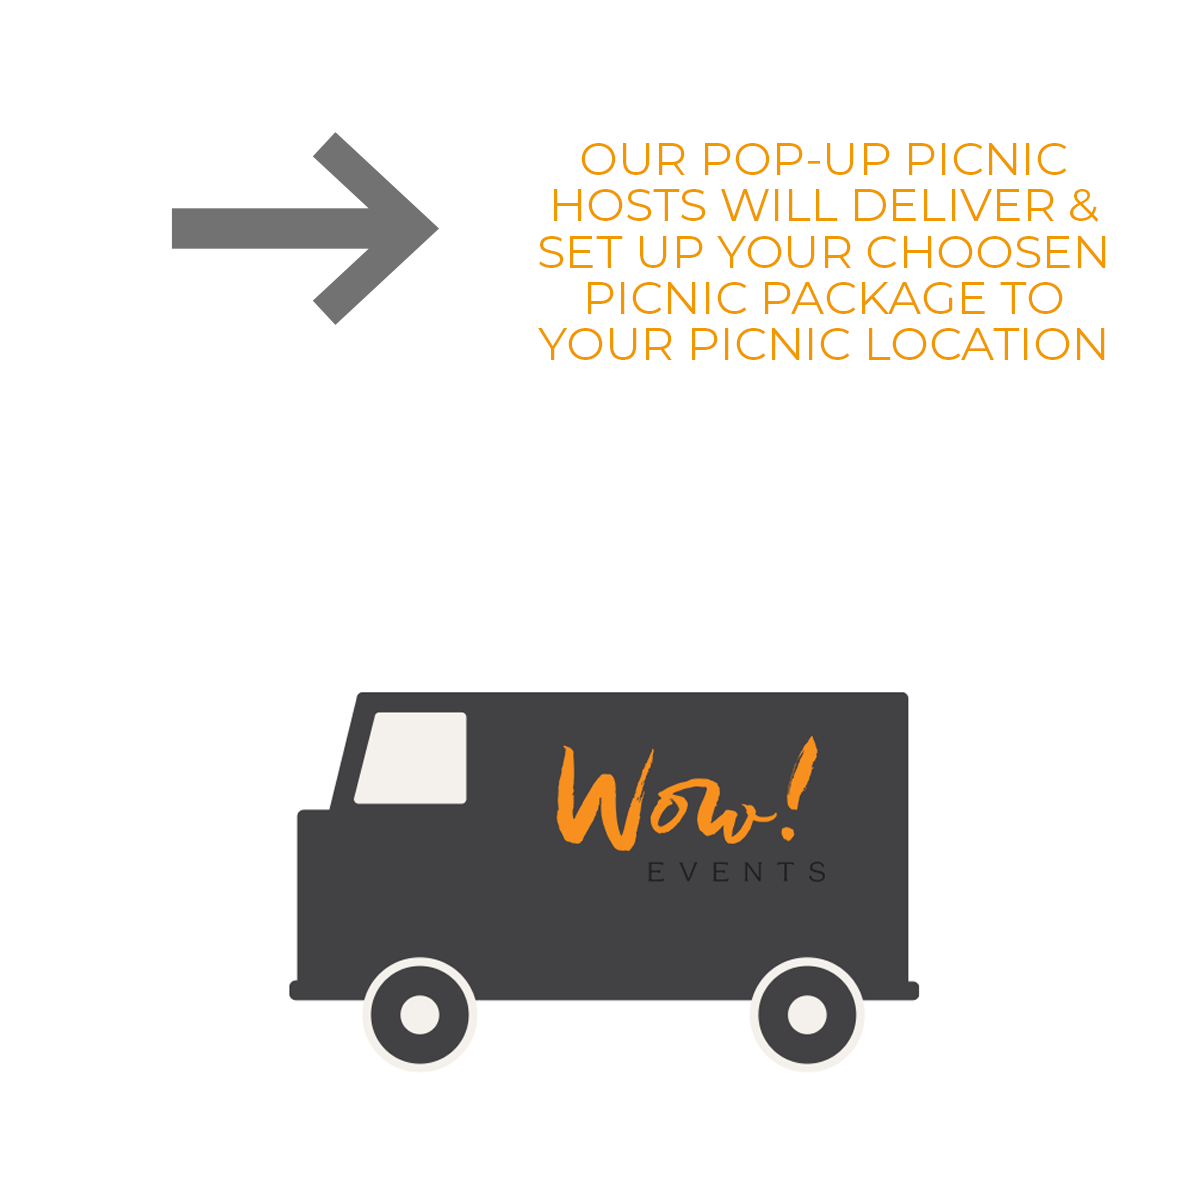 OUR POP-UP PICNIC
HOSTS WILL DELIVER &
SET UP YOUR CHOOSEN
PICNIC PACKAGE TO
YOUR PICNIC LOCATION
Wow!
EVENTS